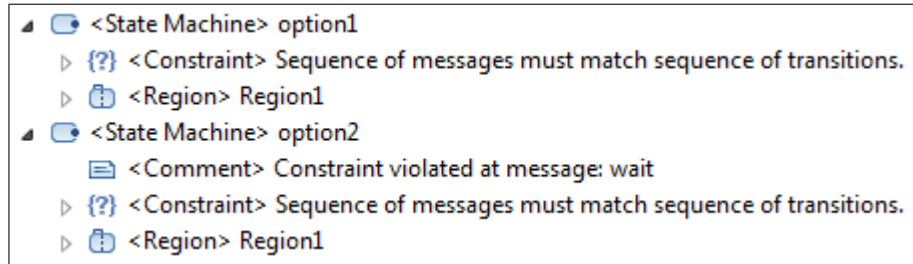 <State Machine> option1
{?} <Constraint> Sequence of messages must match sequence of transitions.
<Region> Region1
<State Machine> option2
<Comment> Constraint violated at message: wait
{?} <Constraint> Sequence of messages must match sequence of transitions.
<Region> Region1